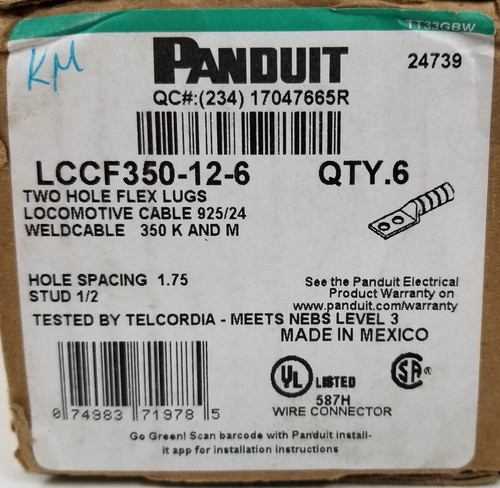 TT33GBW
KM
PANDUIT
24739
QC#:(234) 17047665R
LCCF350-12-6 QTY.6
TWO HOLE FLEX LUGS
LOCOMOTIVE CABLE 925/24
WELDCABLE 350 K AND M
HOLE SPACING 1.75
STUD 1/2
See the Panduit Electrical
Product Warranty on
www.panduit.com/warranty
TESTED BY TELCORDIA - MEETS NEBS LEVEL 3
MADE IN MEXICO
UL LISTED
SA ®
587H
WIRE CONNECTOR
0 74983 71978 5
Go Green! Scan barcode with Panduit install-
it app for installation instructions